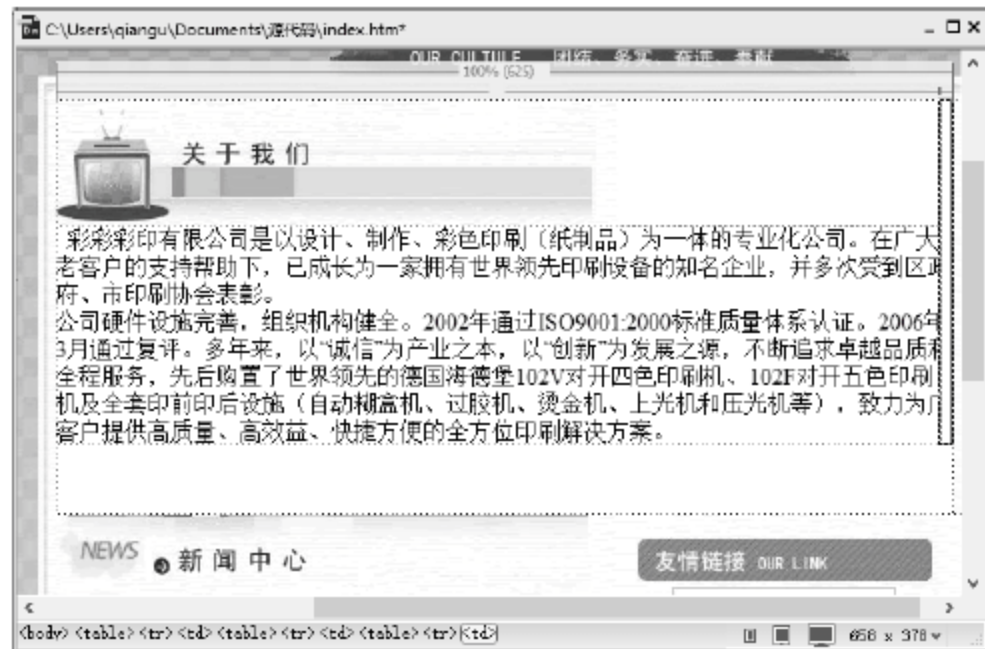 C:\Users\qiangu\Documents\源代码\index.htm*
OUR CULTULE 团结、务实、奋进、奉献
100% (625)
关于我们
彩彩彩印有限公司是以设计、制作、彩色印刷（纸制品）为一体的专业化公司。在广大
老客户的支持帮助下，已成长为一家拥有世界领先印刷设备的知名企业，并多次受到区政
府、市印刷协会表彰。
公司硬件设施完善，组织机构健全。2002年通过ISO9001:2000标准质量体系认证。2006年
3月通过复评。多年来，以“诚信”为产业之本，以“创新”为发展之源，不断追求卓越品质和
全程服务，先后购置了世界领先的德国海德堡102V对开四色印刷机、102F对开五色印刷
机及全套印前印后设施（自动糊盒机、过胶机、烫金机、上光机和压光机等），致力为广
客户提供高质量、高效益、快捷方便的全方位印刷解决方案。
NEWS 新闻中心
友情链接 OUR LINK
<body> <table> <tr> <td> <table> <tr> <td> <table> <tr> <td>
658 x 378